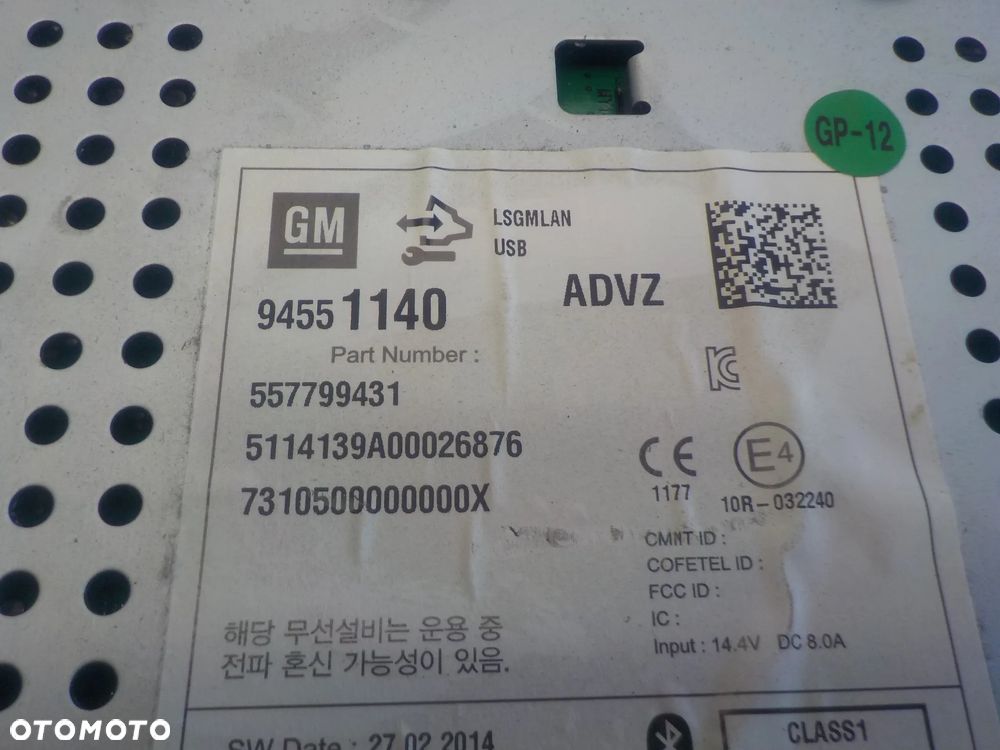 GP-12
GM
LSGMLAN
USB
ADVZ
94551140
Part Number :
557799431
5114139A00026876
7310500000000X
KC
CE
1177
E4
10R-032240
CMIIT ID :
COFETEL ID :
FCC ID :
IC :
Input : 14.4V DC 8.0A
해당 무선설비는 운용 중
전파 혼신 가능성이 있음.
SW Date : 27.02.2014
CLASS1
OTOMOTO